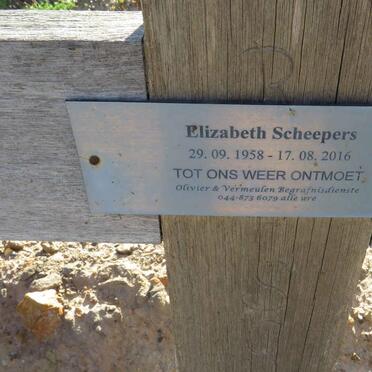 Elizabeth Scheepers
29. 09. 1958 - 17. 08. 2016
TOT ONS WEER ONTMOET
Olivier & Vermeulen Begrafnisdienste
044-873 6079 alle ure